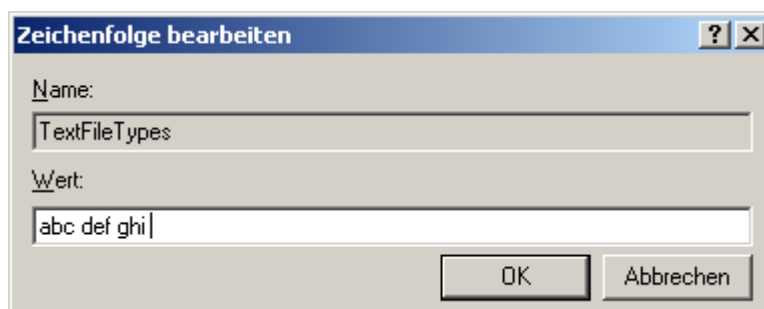 Zeichenfolge bearbeiten
Name:
TextFileTypes
Wert:
abc def ghi
OK Abbrechen